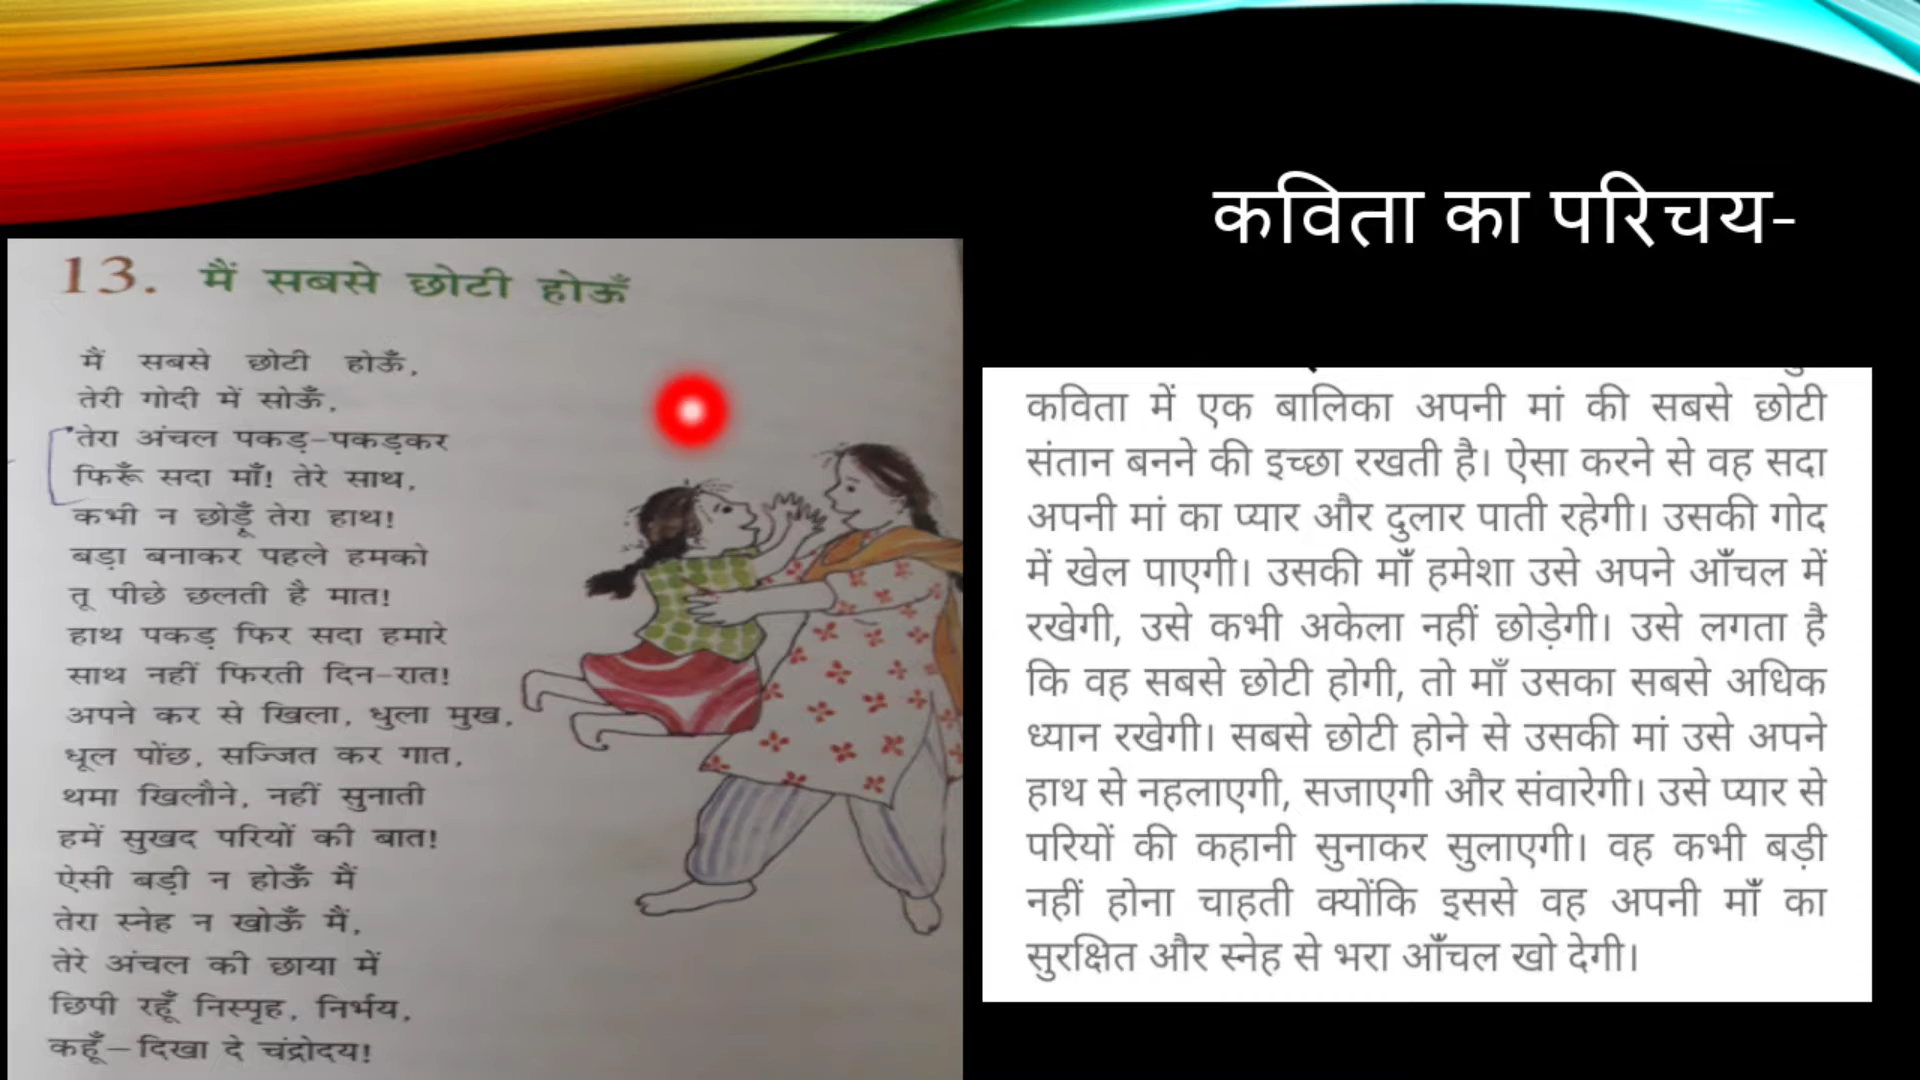 कविता का परिचय-
13. मैं सबसे छोटी होऊँ
मैं सबसे छोटी होऊँ,
तेरी गोदी में सोऊँ,
तेरा अंचल पकड़-पकड़कर
फिरूँ सदा माँ! तेरे साथ,
कभी न छोड़ूँ तेरा हाथ!
बड़ा बनाकर पहले हमको
तू पीछे छलती है मात!
हाथ पकड़ फिर सदा हमारे
साथ नहीं फिरती दिन-रात!
अपने कर से खिला, धुला मुख,
धूल पोंछ, सज्जित कर गात,
थमा खिलौने, नहीं सुनाती
हमें सुखद परियों की बात!
ऐसी बड़ी न होऊँ मैं
तेरा स्नेह न खोऊँ मैं,
तेरे अंचल की छाया में
छिपी रहूँ निस्पृह, निर्भय,
कहूँ—दिखा दे चंद्रोदय!
कविता में एक बालिका अपनी मां की सबसे छोटी
संतान बनने की इच्छा रखती है। ऐसा करने से वह सदा
अपनी मां का प्यार और दुलार पाती रहेगी। उसकी गोद
में खेल पाएगी। उसकी माँ हमेशा उसे अपने आँचल में
रखेगी, उसे कभी अकेला नहीं छोड़ेगी। उसे लगता है
कि वह सबसे छोटी होगी, तो माँ उसका सबसे अधिक
ध्यान रखेगी। सबसे छोटी होने से उसकी मां उसे अपने
हाथ से नहलाएगी, सजाएगी और संवारेगी। उसे प्यार से
परियों की कहानी सुनाकर सुलाएगी। वह कभी बड़ी
नहीं होना चाहती क्योंकि इससे वह अपनी माँ का
सुरक्षित और स्नेह से भरा आँचल खो देगी।